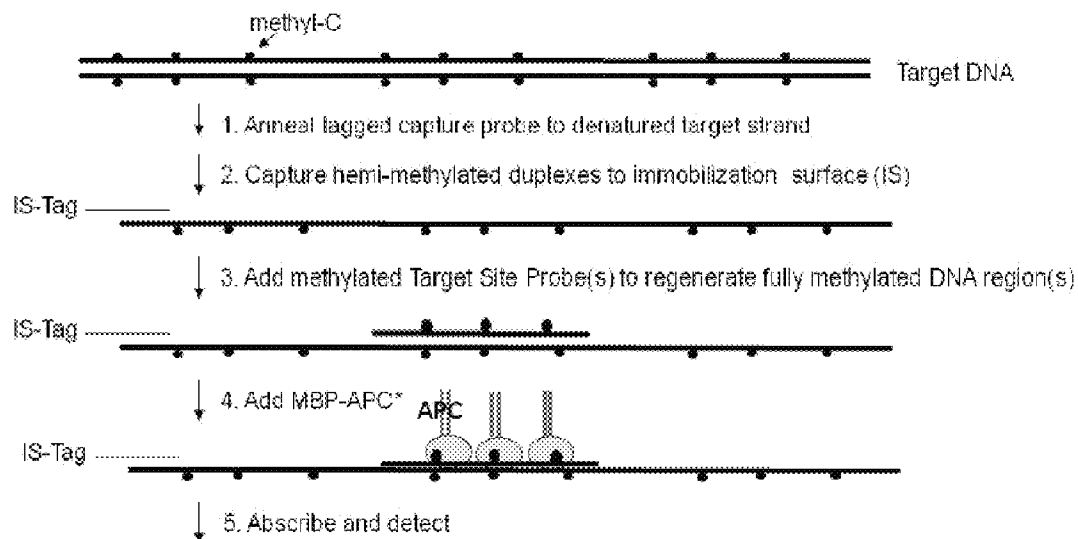 methyl-C
Target DNA
1. Anneal tagged capture probe to denatured target strand
2. Capture hemi-methylated duplexes to immobilization surface (IS)
IS-Tag
3. Add methylated Target Site Probe(s) to regenerate fully methylated DNA region(s)
IS-Tag
4. Add MBP-APC*
APC
IS-Tag
5. Abscribe and detect